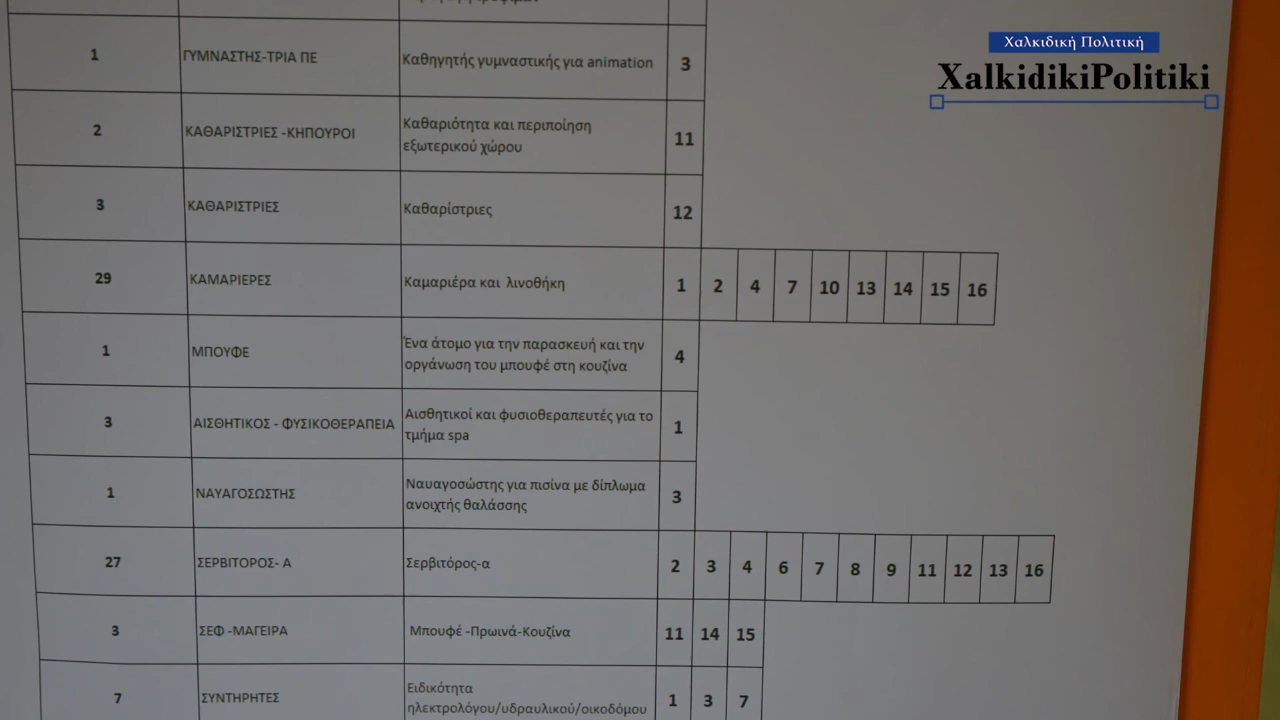 Χαλκιδική Πολιτική
XalkidikiPolitiki
1 ΓΥΜΝΑΣΤΗΣ-ΤΡΙΑ ΠΕ Καθηγητής γυμναστικής για animation 3
2 ΚΑΘΑΡΙΣΤΡΙΕΣ -ΚΗΠΟΥΡΟΙ Καθαριότητα και περιποίηση
εξωτερικού χώρου 11
3 ΚΑΘΑΡΙΣΤΡΙΕΣ Καθαρίστριες 12
29 ΚΑΜΑΡΙΕΡΕΣ Καμαριέρα και λινοθήκη 1 2 4 7 10 13 14 15 16
1 ΜΠΟΥΦΕ Ένα άτομο για την παρασκευή και την
οργάνωση του μπουφέ στη κουζίνα 4
3 ΑΙΣΘΗΤΙΚΟΣ - ΦΥΣΙΚΟΘΕΡΑΠΕΙΑ Αισθητικοί και φυσιοθεραπευτές για το
τμήμα spa 1
1 ΝΑΥΑΓΟΣΩΣΤΗΣ Ναυαγοσώστης για πισίνα με δίπλωμα
ανοιχτής θαλάσσης 3
27 ΣΕΡΒΙΤΟΡΟΣ- Α Σερβιτόρος-α 2 3 4 6 7 8 9 11 12 13 16
3 ΣΕΦ -ΜΑΓΕΙΡΑ Μπουφέ -Πρωινά-Κουζίνα 11 14 15
7 ΣΥΝΤΗΡΗΤΕΣ Ειδικότητα
ηλεκτρολόγου/υδραυλικού/οικοδόμου 1 3 7